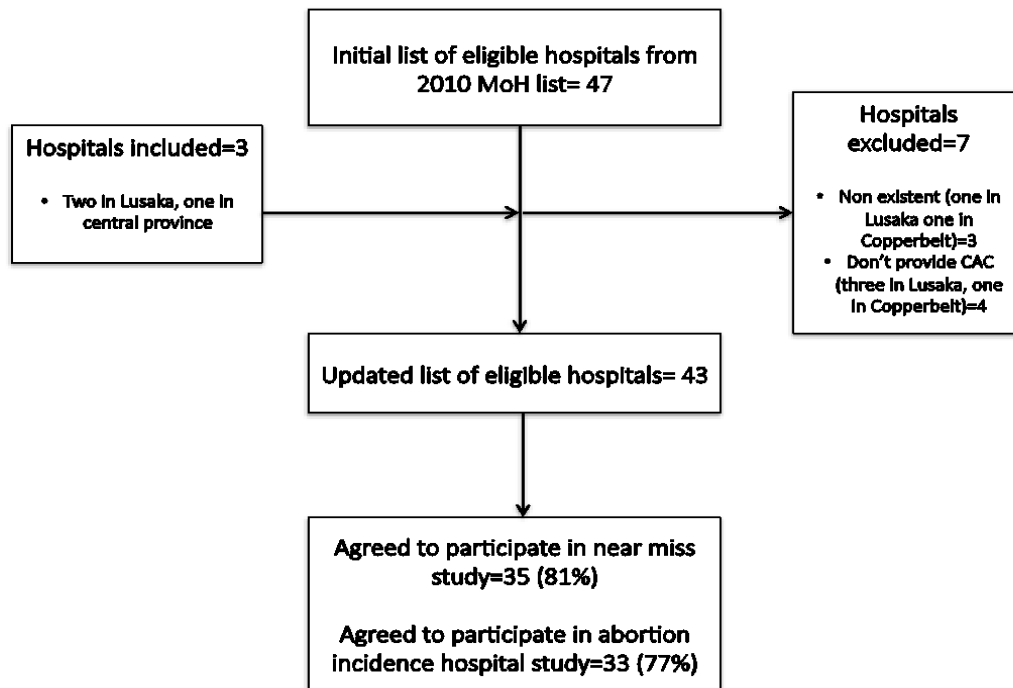 Initial list of eligible hospitals from
2010 MoH list= 47
Hospitals included=3
• Two in Lusaka, one in
central province
Hospitals
excluded=7
• Non existent (one in
Lusaka one in
Copperbelt)=3
• Don't provide CAC
(three in Lusaka, one
in Copperbelt)=4
Updated list of eligible hospitals= 43
Agreed to participate in near miss
study=35 (81%)
Agreed to participate in abortion
incidence hospital study=33 (77%)